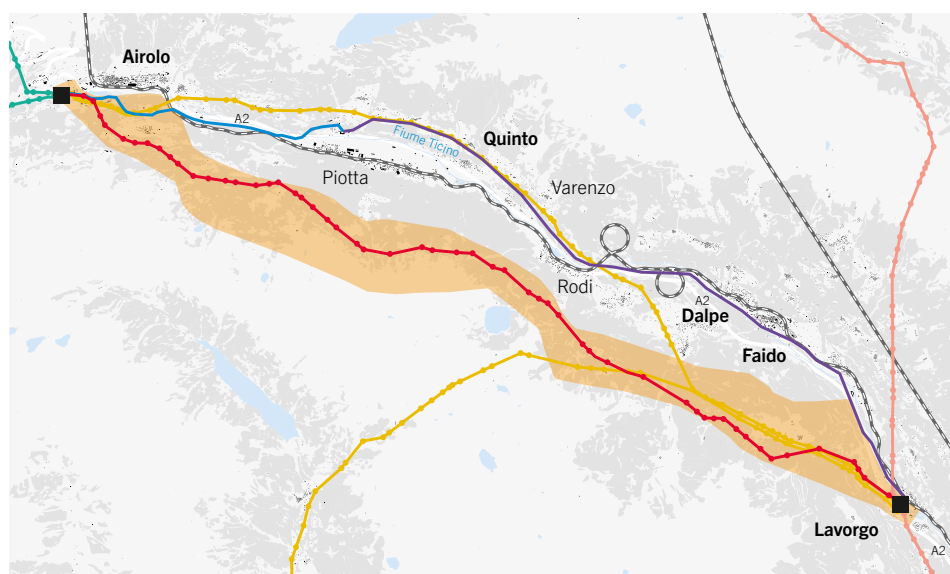 Airolo
A2
Fiume Ticino
Quinto
Piotta
Varenzo
Rodi
A2
Dalpe
Faido
Lavorgo
A2